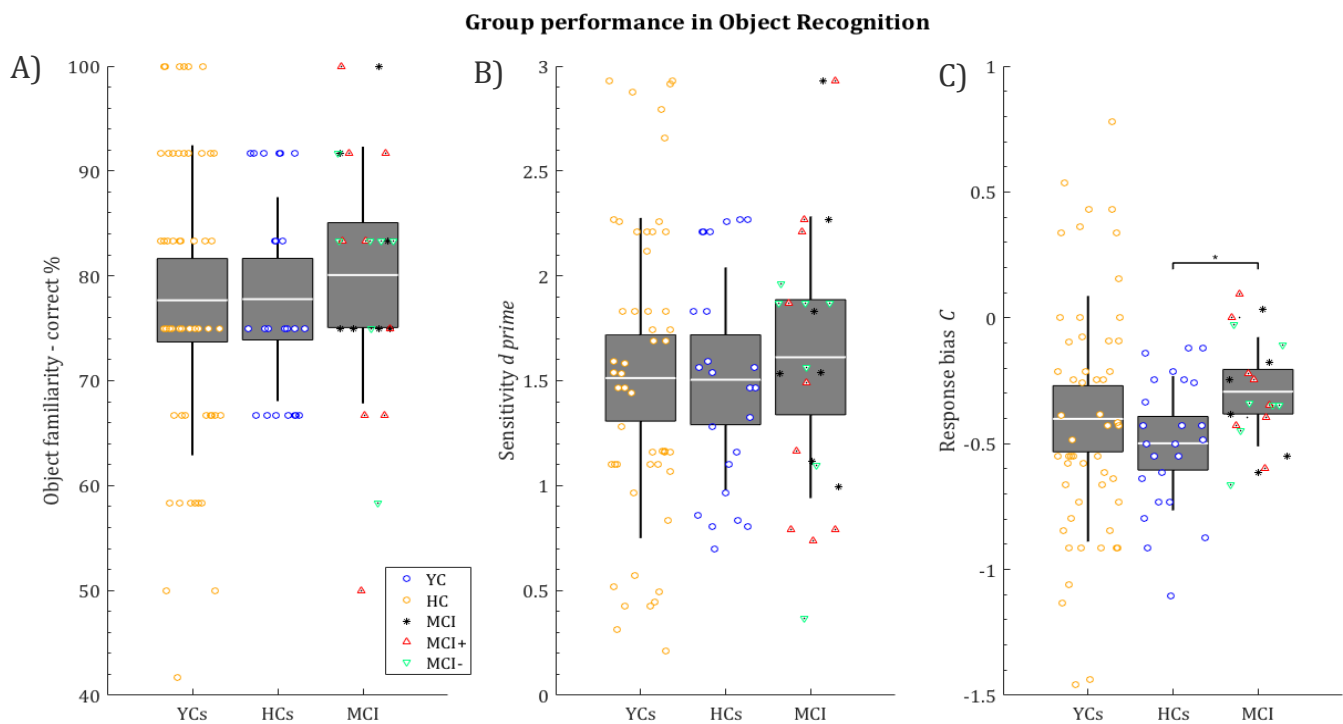 Group performance in Object Recognition
A)
Object familiarity - correct %
100
90
80
70
60
50
40
YCs HCs MCI
YC
HC
MCI
MCI+
MCI-
B)
Sensitivity d prime
3
2.5
2
1.5
1
0.5
0
YCs HCs MCI
C)
Response bias C
1
0.5
0
-0.5
-1
-1.5
*
YCs HCs MCI